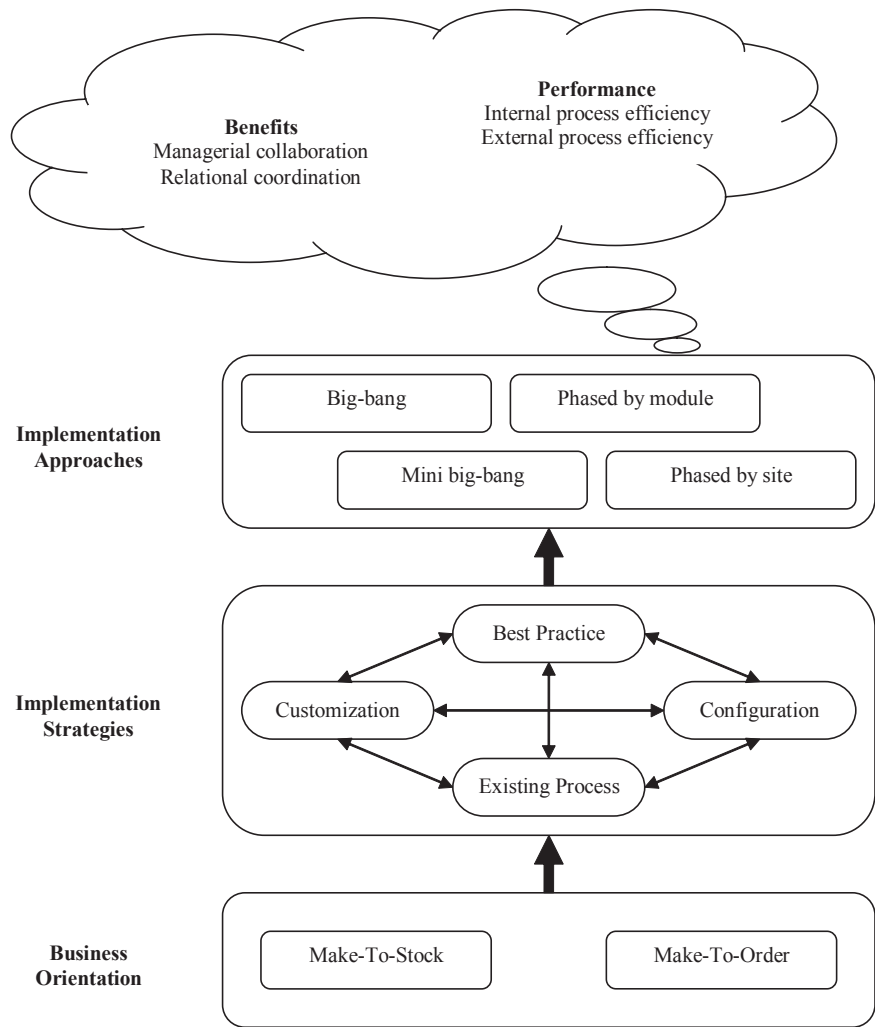 Performance
Internal process efficiency
External process efficiency
Benefits
Managerial collaboration
Relational coordination
Implementation
Approaches
Big-bang
Phased by module
Mini big-bang
Phased by site
Implementation
Strategies
Best Practice
Customization
Configuration
Existing Process
Business
Orientation
Make-To-Stock
Make-To-Order